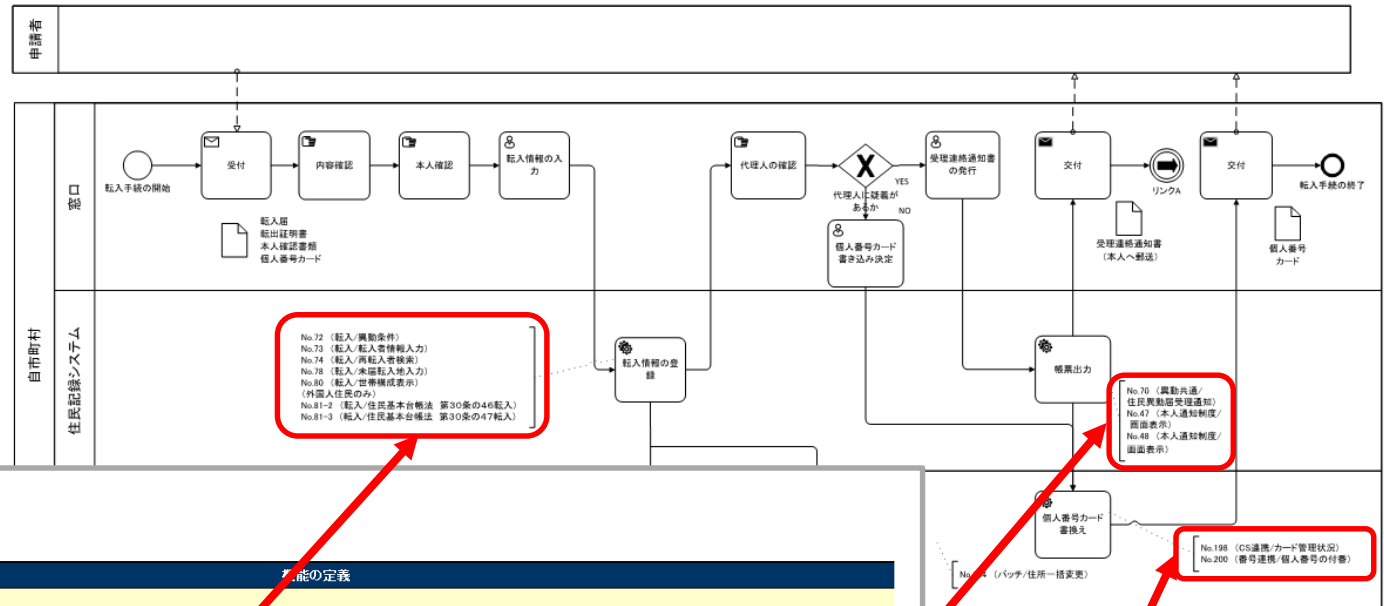 申請者
自市町村
窓口
転入手続の開始
受付
内容確認
本人確認
転入情報の入
力
転入届
転出証明書
本人確認書類
個人番号カード
代理人の確認
代理人に疑義が
あるか
YES
NO
受理連絡通知書
の発行
個人番号カード
書き込み決定
交付
リンクA
受理連絡通知書
(本人へ郵送)
交付
転入手続の終了
個人番号
カード
住民記録システム
No.72 (転入/異動条件)
No.73 (転入/転入者情報入力)
No.74 (転入/再転入者検索)
No.78 (転入/未届転入地入力)
No.80 (転入/世帯構成表示)
(外国人住民のみ)
No.81-2 (転入/住民基本台帳法 第30条の46転入)
No.81-3 (転入/住民基本台帳法 第30条の47転入)
転入情報の登
録
帳票出力
No.70 (異動共通/
住民異動届受理通知)
No.47 (本人通知制度/
画面表示)
No.48 (本人通知制度/
画面表示)
個人番号カード
書換え
No.198 (CS連携/カード管理状況)
No.200 (番号連携/個人番号の付番)
(バッチ/住所一括変更)
能の定義